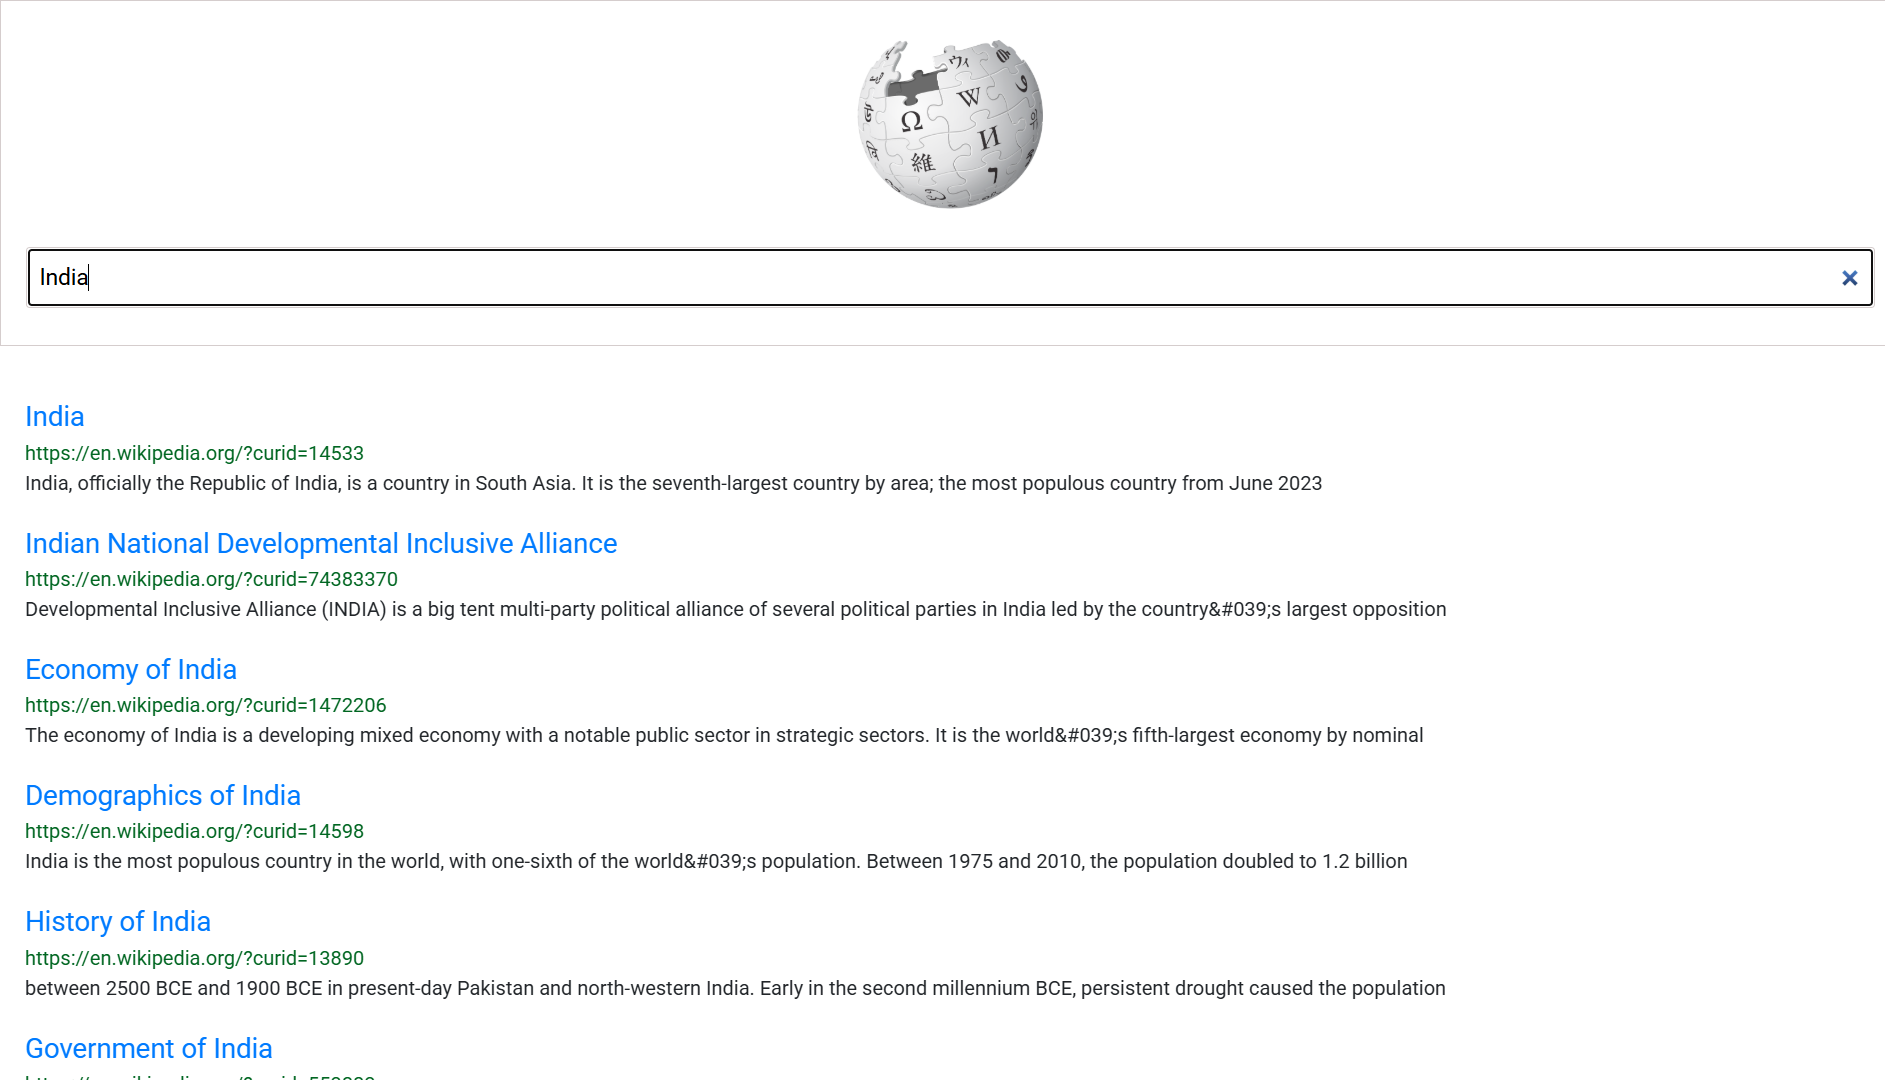 Ω
W
И
維
ウィ
7
India
×
India
https://en.wikipedia.org/?curid=14533
India, officially the Republic of India, is a country in South Asia. It is the seventh-largest country by area; the most populous country from June 2023
Indian National Developmental Inclusive Alliance
https://en.wikipedia.org/?curid=74383370
Developmental Inclusive Alliance (INDIA) is a big tent multi-party political alliance of several political parties in India led by the country&#039;s largest opposition
Economy of India
https://en.wikipedia.org/?curid=1472206
The economy of India is a developing mixed economy with a notable public sector in strategic sectors. It is the world&#039;s fifth-largest economy by nominal
Demographics of India
https://en.wikipedia.org/?curid=14598
India is the most populous country in the world, with one-sixth of the world&#039;s population. Between 1975 and 2010, the population doubled to 1.2 billion
History of India
https://en.wikipedia.org/?curid=13890
between 2500 BCE and 1900 BCE in present-day Pakistan and north-western India. Early in the second millennium BCE, persistent drought caused the population
Government of India